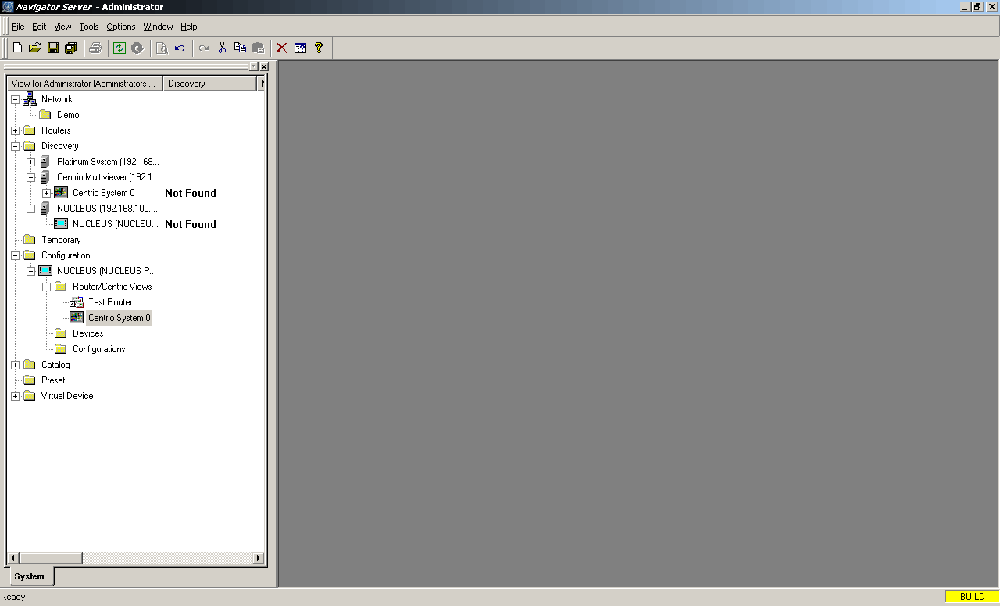 Navigator Server - Administrator
File Edit View Tools Options Window Help
View for Administrator (Administrators ... Discovery
Network
Demo
Routers
Discovery
Platinum System (192.168...
Centrio Multiviewer (192.1...
Centrio System 0 Not Found
NUCLEUS (192.168.100....
NUCLEUS (NUCLEU... Not Found
Temporary
Configuration
NUCLEUS (NUCLEUS P...
Router/Centrio Views
Test Router
Centrio System 0
Devices
Configurations
Catalog
Preset
Virtual Device
System
Ready BUILD